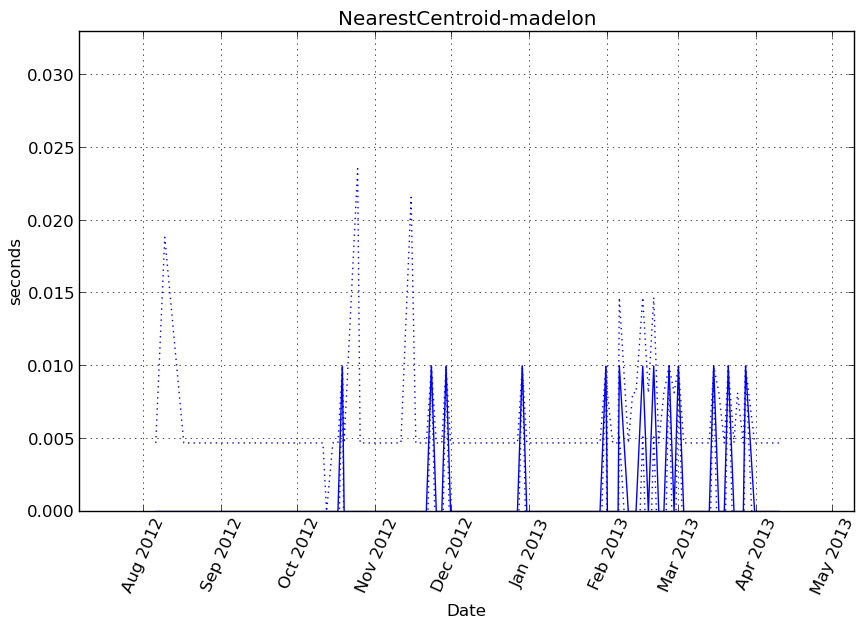 NearestCentroid-madelon
0.030
0.025
0.020
0.015
0.010
0.005
0.000
seconds
Aug 2012
Sep 2012
Oct 2012
Nov 2012
Dec 2012
Jan 2013
Feb 2013
Mar 2013
Apr 2013
May 2013
Date